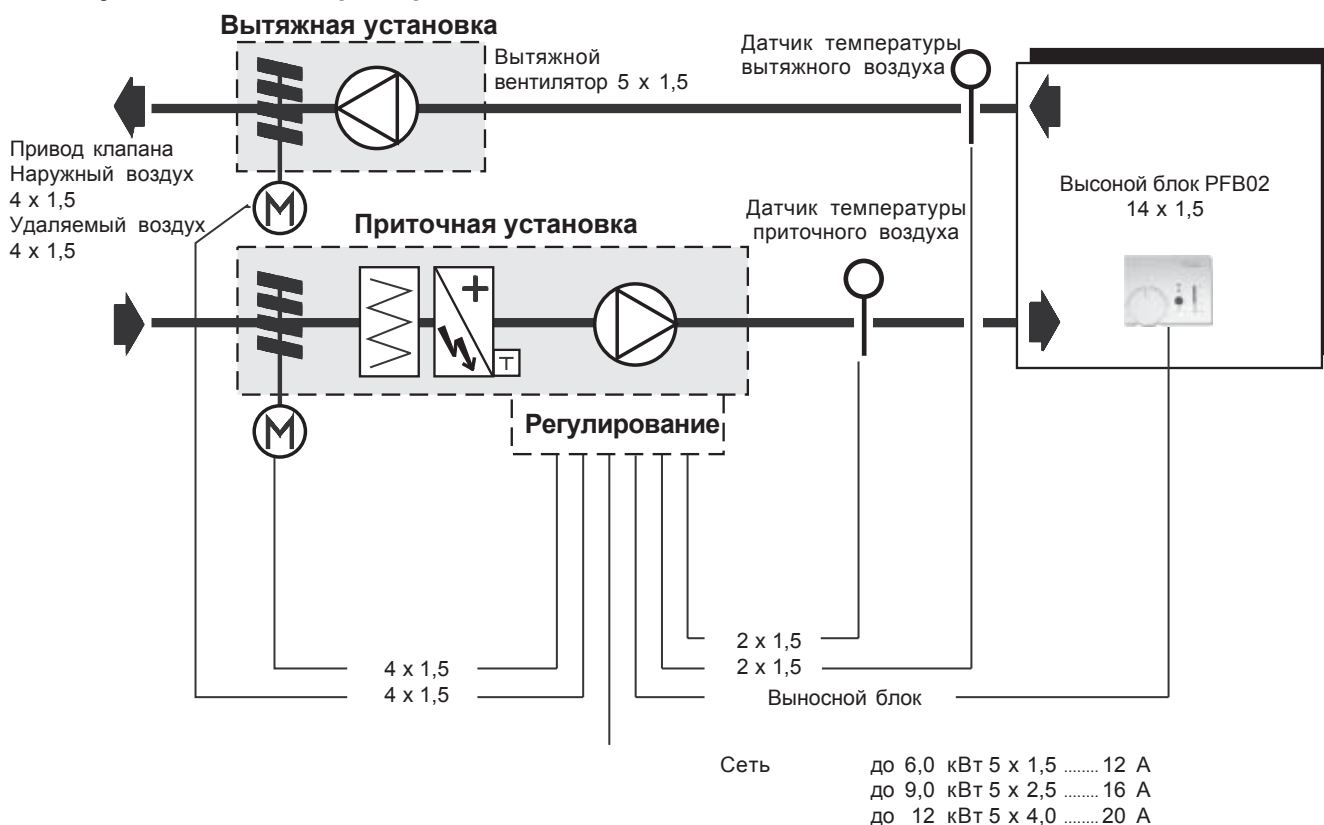 Вытяжная установка
Вытяжной
вентилятор 5 х 1,5
Датчик температуры
вытяжного воздуха
Привод клапана
Наружный воздух
4 х 1,5
Удаляемый воздух
4 х 1,5
М
Приточная установка
Датчик температуры
приточного воздуха
Высоной блок PFB02
14 х 1,5
Т
М
Регулирование
2 х 1,5
4 х 1,5
2 х 1,5
4 х 1,5
Выносной блок
Сеть до 6,0 кВт 5 х 1,5 ........ 12 А
до 9,0 кВт 5 х 2,5 ........ 16 А
до 12 кВт 5 х 4,0 ........ 20 А